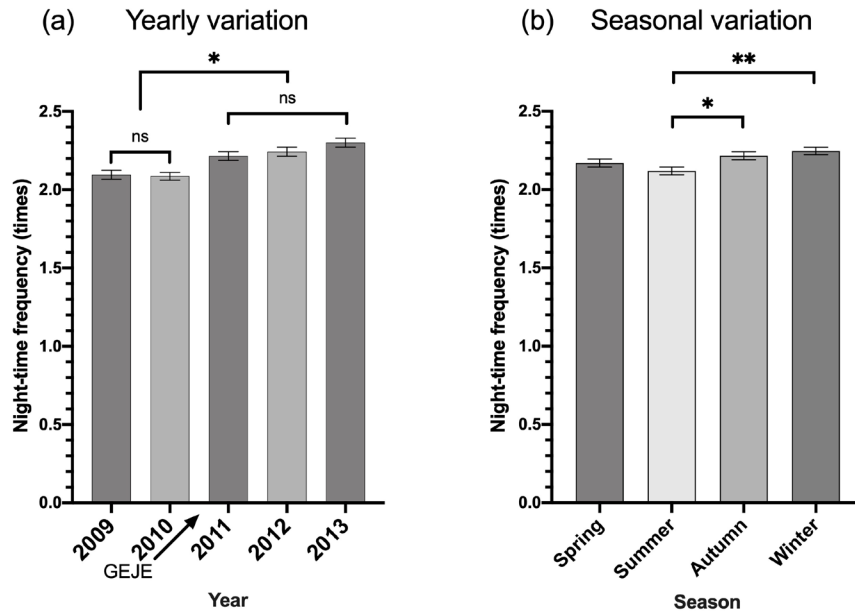 (a) Yearly variation
*
ns
ns
Night-time frequency (times)
2.5
2.0
1.5
1.0
0.5
0.0
2009
2010
2011
2012
2013
GEJE
Year
(b) Seasonal variation
**
*
Night-time frequency (times)
2.5
2.0
1.5
1.0
0.5
0.0
Spring
Summer
Autumn
Winter
Season